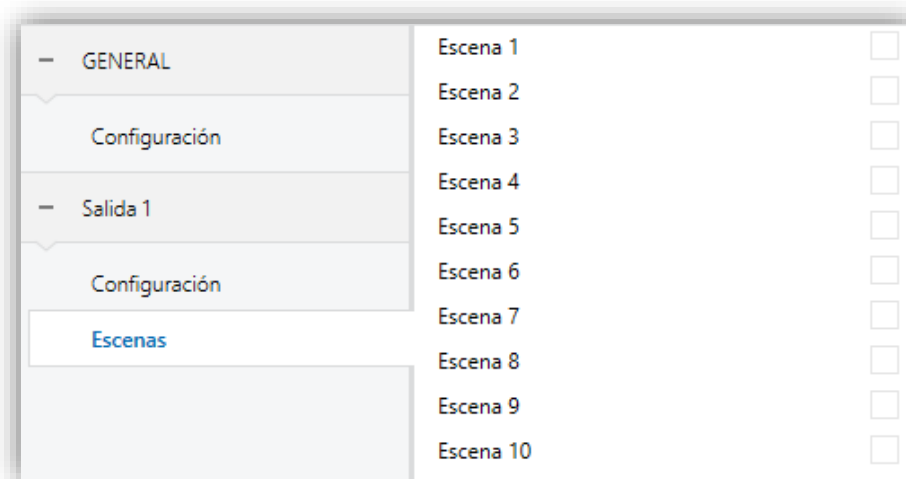 GENERAL
Configuración
Salida 1
Configuración
Escenas
Escena 1
Escena 2
Escena 3
Escena 4
Escena 5
Escena 6
Escena 7
Escena 8
Escena 9
Escena 10